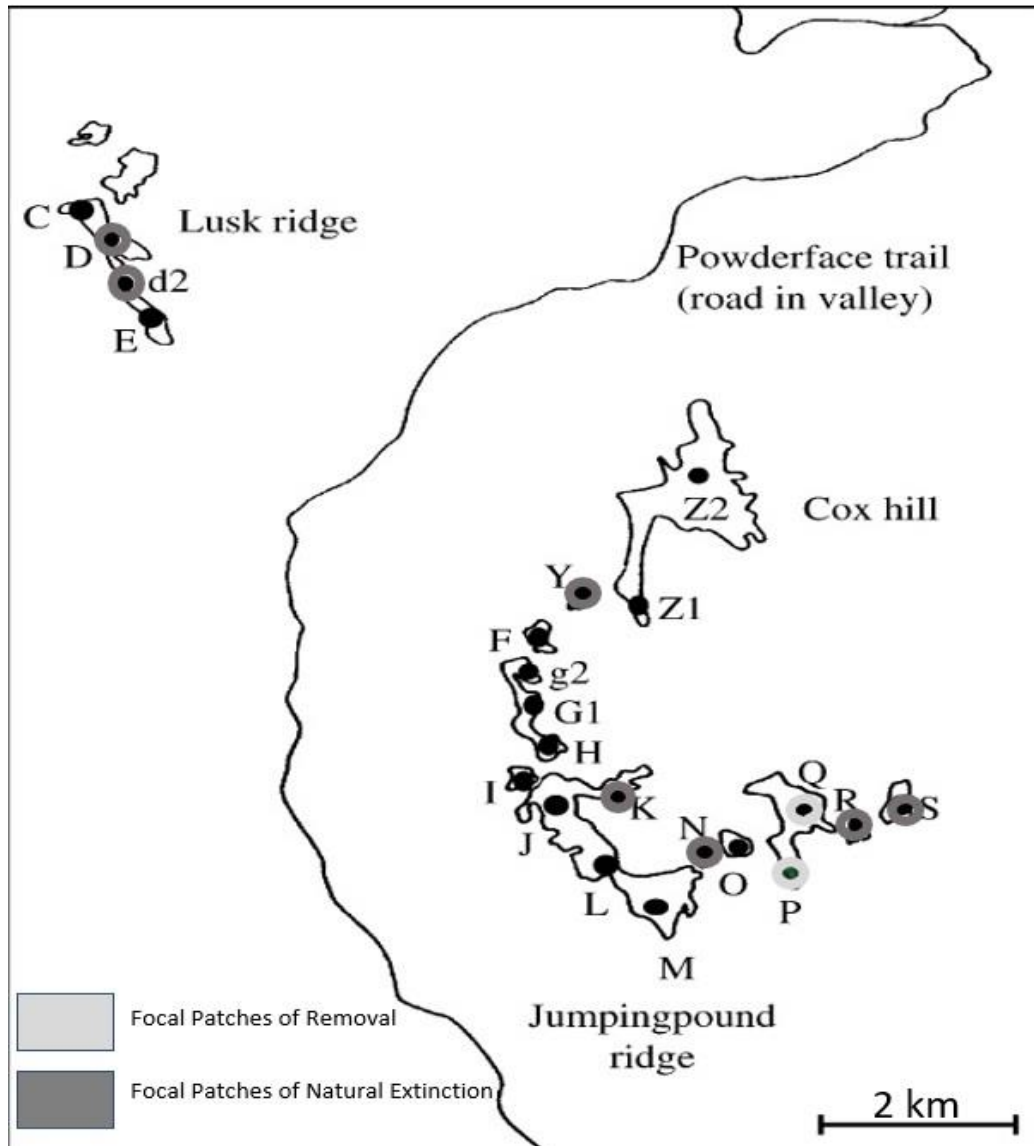 C
Lusk ridge
D
d2
E
Powderface trail
(road in valley)
Z2
Cox hill
Y
Z1
F
g2
G1
H
I
J
K
L
M
N
O
Q
R
S
P
Jumpingpound
ridge
Focal Patches of Removal
Focal Patches of Natural Extinction
2 km